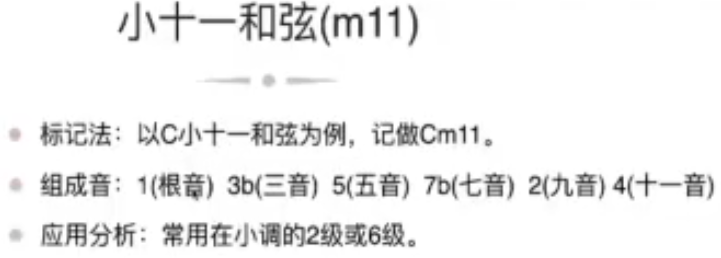 小十一和弦(m11)
标记法：以C小十一和弦为例，记做Cm11。
组成音：1(根音) 3b(三音) 5(五音) 7b(七音) 2(九音) 4(十一音)
应用分析：常用在小调的2级或6级。